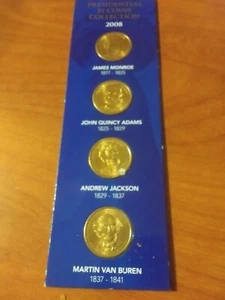 PRESIDENTIAL
$1 COIN
COLLECTION
2008
JAMES MONROE
1817 - 1825
JOHN QUINCY ADAMS
1825 - 1829
ANDREW JACKSON
1829 - 1837
MARTIN VAN BUREN
1837 - 1841